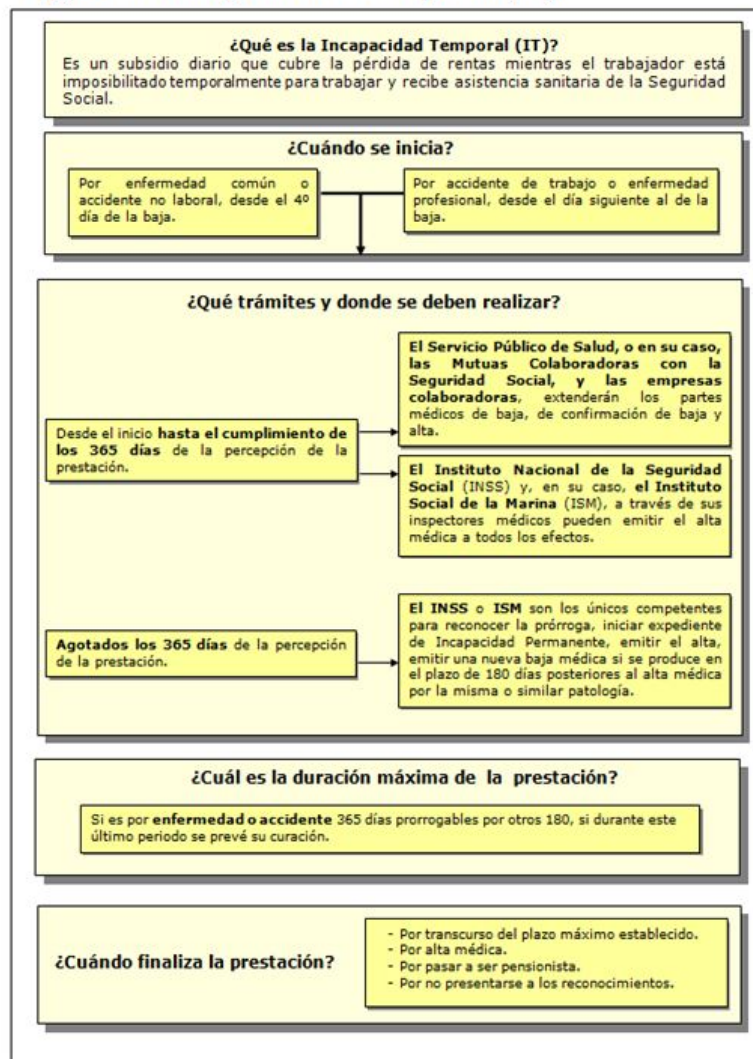 ¿Qué es la Incapacidad Temporal (IT)?
Es un subsidio diario que cubre la pérdida de rentas mientras el trabajador está
imposibilitado temporalmente para trabajar y recibe asistencia sanitaria de la Seguridad
Social.
¿Cuándo se inicia?
Por enfermedad común o
accidente no laboral, desde el 4º
día de la baja.
Por accidente de trabajo o enfermedad
profesional, desde el día siguiente al de la
baja.
¿Qué trámites y donde se deben realizar?
Desde el inicio hasta el cumplimiento de
los 365 días de la percepción de la
prestación.
El Servicio Público de Salud, o en su caso,
las Mutuas Colaboradoras con la
Seguridad Social, y las empresas
colaboradoras, extenderán los partes
médicos de baja, de confirmación de baja y
alta.
El Instituto Nacional de la Seguridad
Social (INSS) y, en su caso, el Instituto
Social de la Marina (ISM), a través de sus
inspectores médicos pueden emitir el alta
médica a todos los efectos.
Agotados los 365 días de la percepción
de la prestación.
El INSS o ISM son los únicos competentes
para reconocer la prórroga, iniciar expediente
de Incapacidad Permanente, emitir el alta,
emitir una nueva baja médica si se produce en
el plazo de 180 días posteriores al alta médica
por la misma o similar patología.
¿Cuál es la duración máxima de la prestación?
Si es por enfermedad o accidente 365 días prorrogables por otros 180, si durante este
último periodo se prevé su curación.
¿Cuándo finaliza la prestación?
- Por transcurso del plazo máximo establecido.
- Por alta médica.
- Por pasar a ser pensionista.
- Por no presentarse a los reconocimientos.